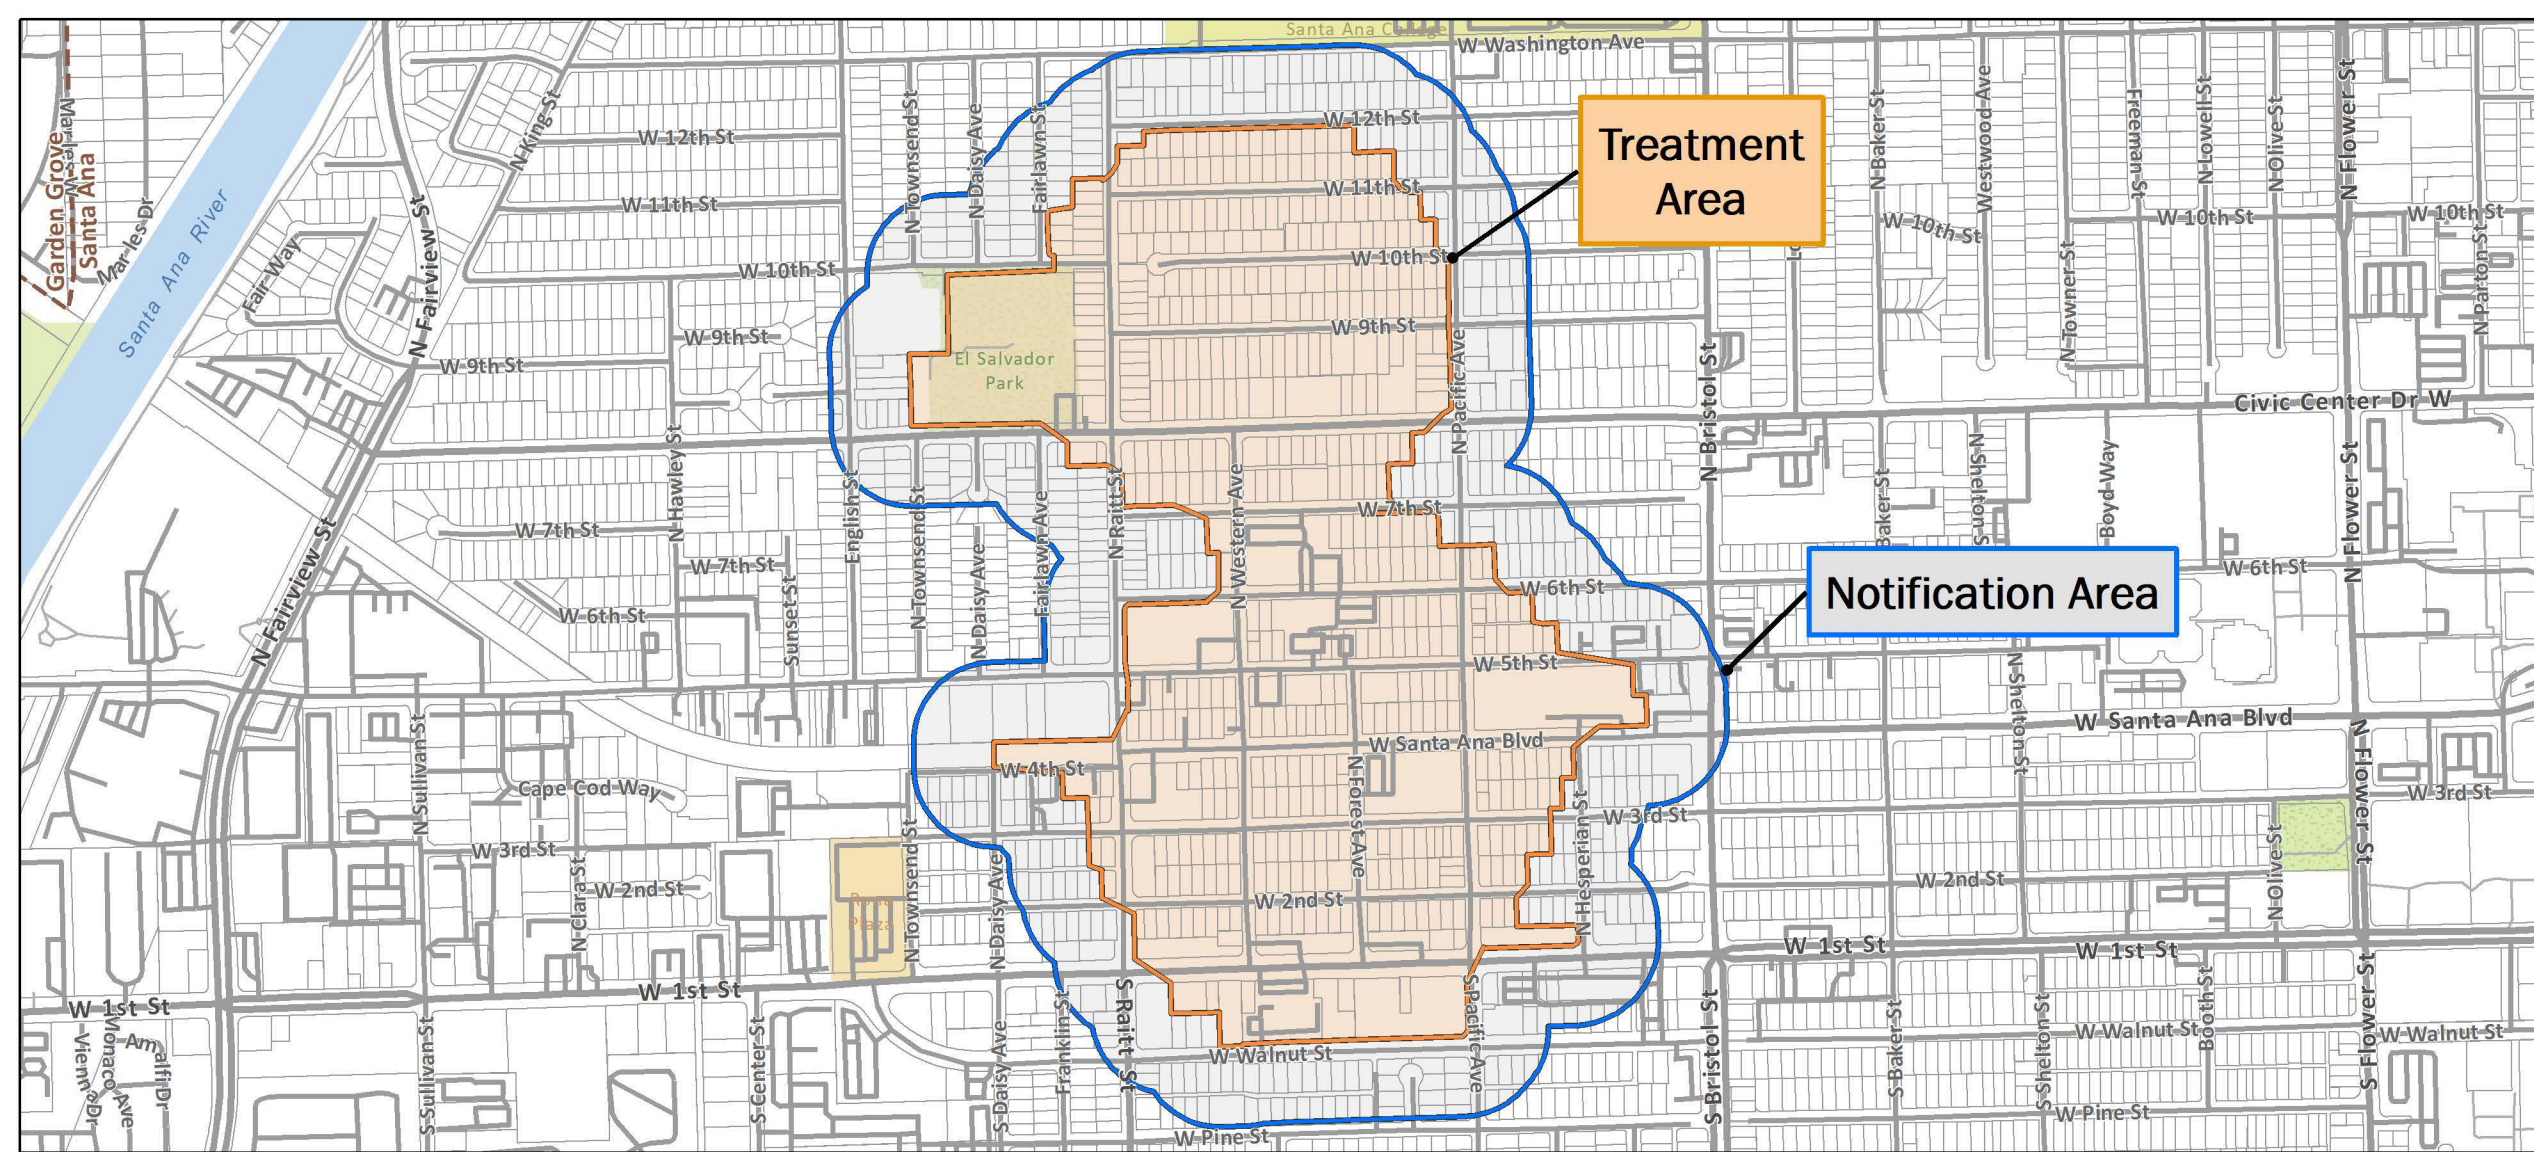 Santa Ana College
W Washington Ave
Garden Grove
Santa Ana
Mar les Dr
Santa Ana River
Fair Way
N Fairview St
N King St
W 12th St
W 11th St
W 10th St
W 9th St
W 9th St
N Townsend St
N Daisy Ave
Fairlawn St
W 12th St
W 11th St
W 10th St
W 9th St
El Salvador
Park
Treatment
Area
N Baker St
Westwood Ave
Freeman St
N Lowell St
N Olive St
N Flower St
W 10th St
W 10th St
W 10th St
N Towner St
N Parton St
N Pacific Ave
N Bristol St
Civic Center Dr W
N Hawley St
English St
N Townsend St
N Daisy Ave
Fairlawn Ave
N Raitt St
N Western Ave
W 7th St
W 7th St
W 7th St
W 6th St
Sunset St
N Fairview St
W 6th St
W 5th St
Baker St
N Shelton St
Boyd Way
N Flower St
W 6th St
Notification Area
N Shelton St
W Santa Ana Blvd
W Santa Ana Blvd
N Flower St
W 4th St
N Sullivan St
Cape Cod Way
N Forest Ave
N Hesperian St
W 3rd St
W 3rd St
W 3rd St
N Clara St
W 2nd St
Plaza
N Townsend St
N Daisy Ave
W 2nd St
W 2nd St
N Olive St
W 1st St
W 1st St
W 1st St
W 1st St
Vienna Dr
Monaco Ave
Am alfi Dr
S Sullivan St
S Center St
S Daisy Ave
Franklin St
S Raitt St
W Walnut St
S Pacific Ave
S Bristol St
S Baker St
S Shelton St
W Walnut St
Booth St
S Flower St
W Walnut St
W Pine St
W Pine St